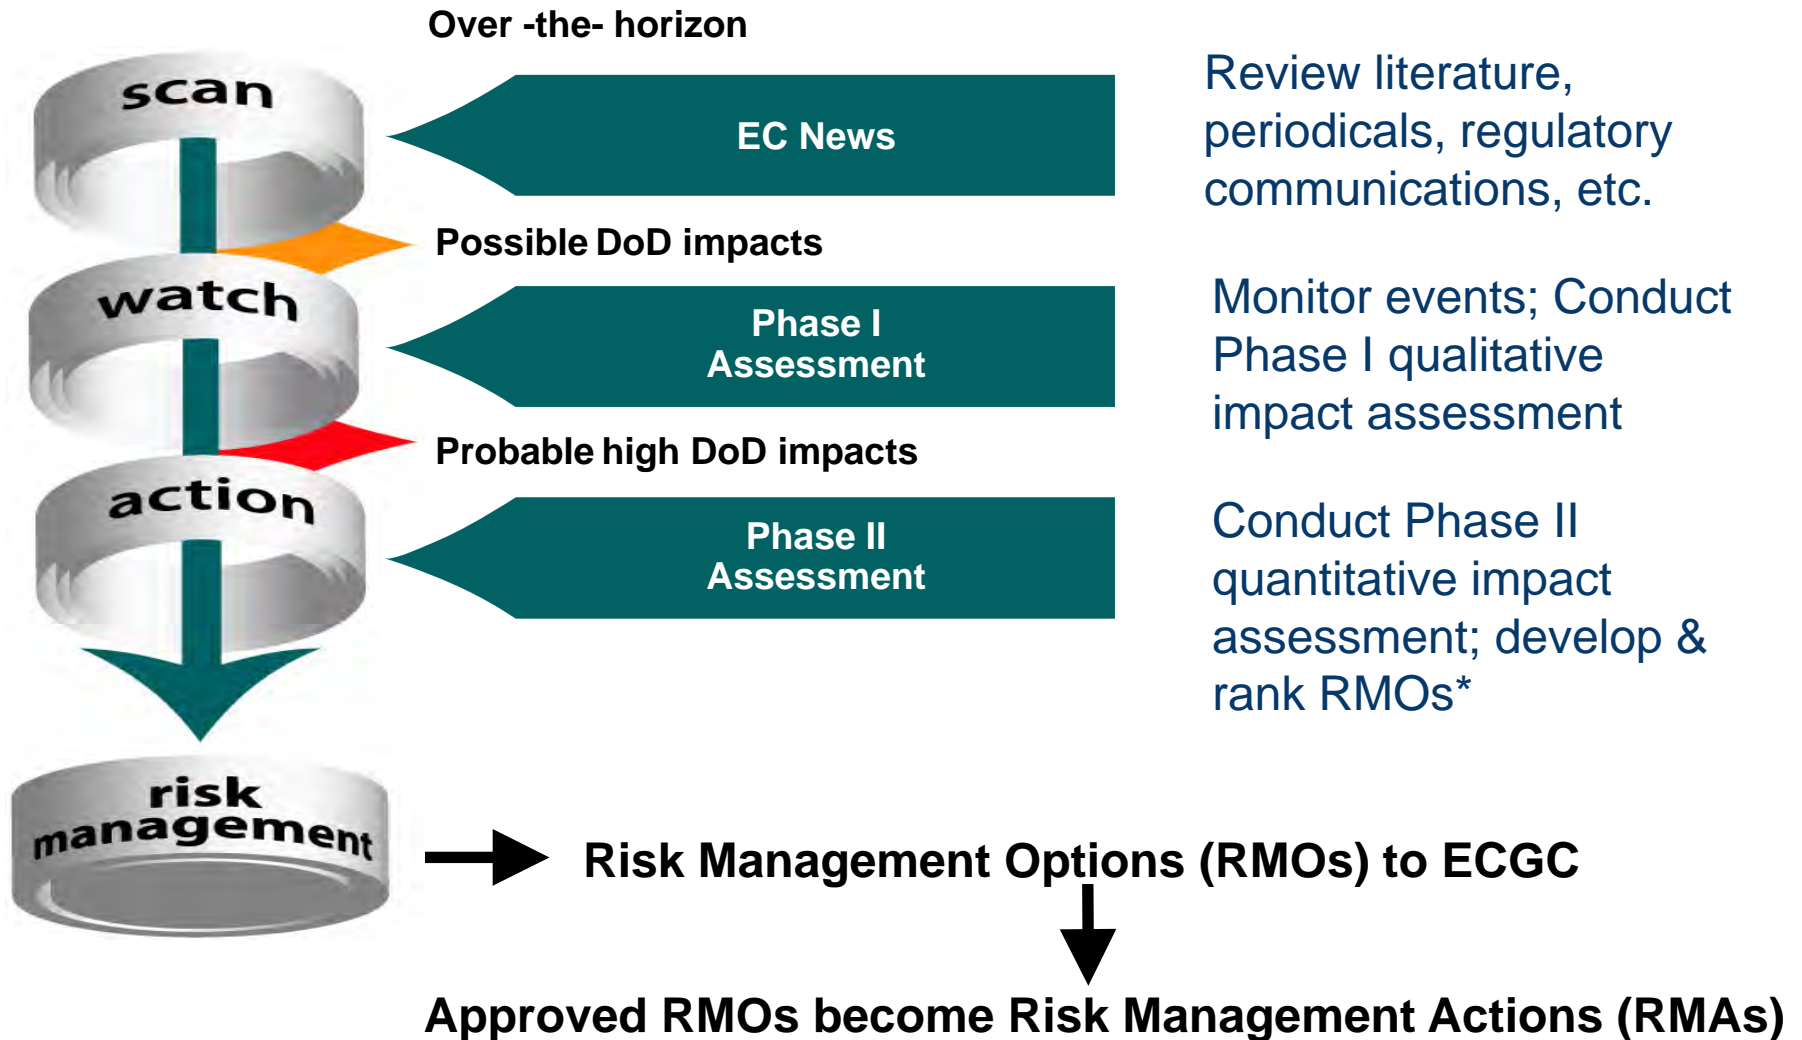 Over -the- horizon
scan
EC News
Review literature,
periodicals, regulatory
communications, etc.
Possible DoD impacts
watch
Phase I
Assessment
Monitor events; Conduct
Phase I qualitative
impact assessment
Probable high DoD impacts
action
Phase II
Assessment
Conduct Phase II
quantitative impact
assessment; develop &
rank RMOs*
risk
management
Risk Management Options (RMOs) to ECGC
Approved RMOs become Risk Management Actions (RMAs)